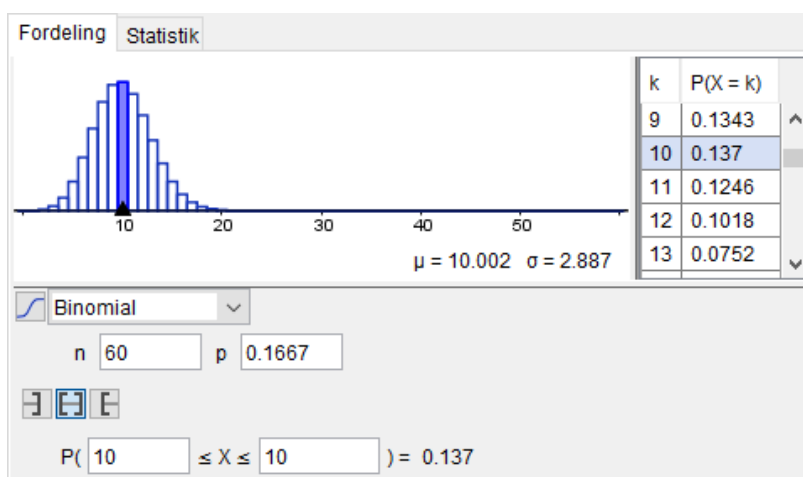 Fordeling Statistik
k P(X = k)
9 0.1343
10 0.137
11 0.1246
12 0.1018
13 0.0752
10 20 30 40 50
μ = 10.002 σ = 2.887
Binomial
n 60 p 0.1667
P( 10 ≤ X ≤ 10 ) = 0.137